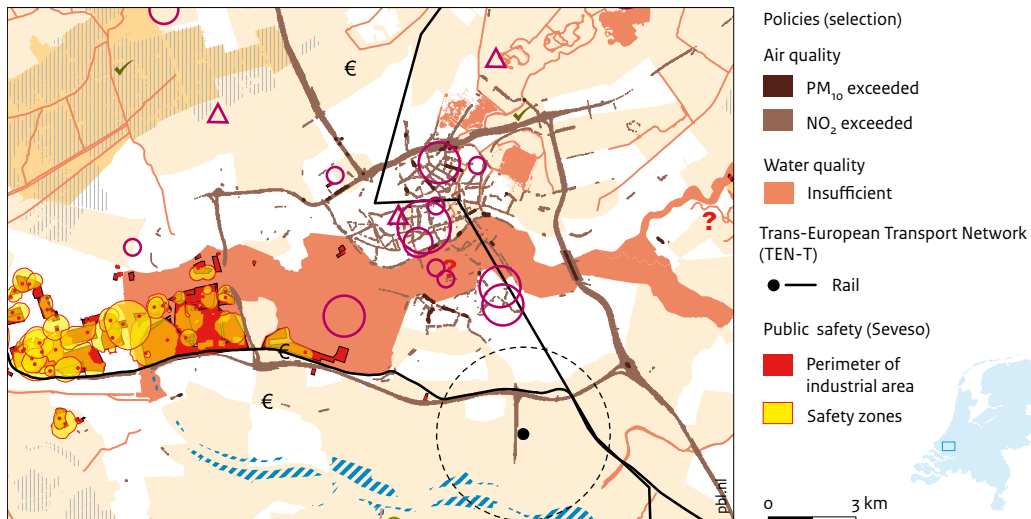 Policies (selection)
Air quality
PM10 exceeded
NO2 exceeded
Water quality
Insufficient
Trans-European Transport Network
(TEN-T)
Rail
Public safety (Seveso)
Perimeter of
industrial area
Safety zones
0 3 km
€
?
?
€
€
pbl.nl